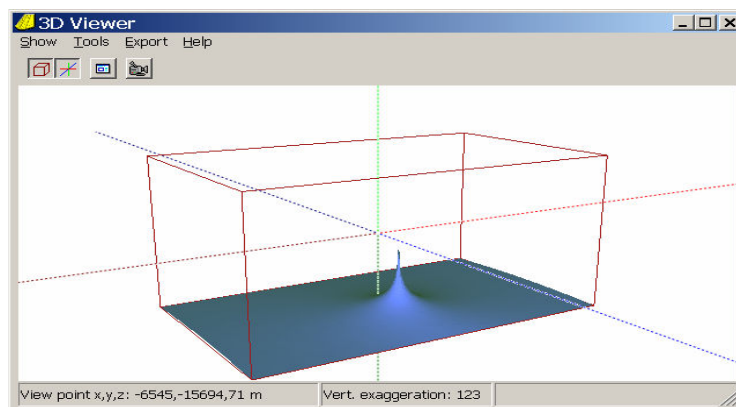 3D Viewer
Show Tools Export Help
View point x,y,z: -6545,-15694,71 m Vert. exaggeration: 123